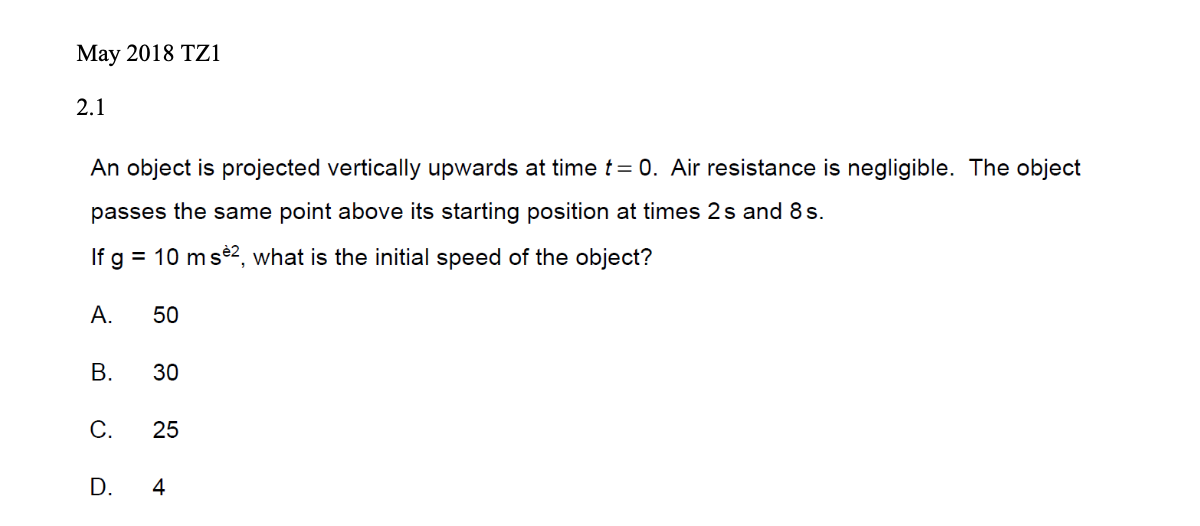 May 2018 TZ1
2.1
An object is projected vertically upwards at time t = 0. Air resistance is negligible. The object
passes the same point above its starting position at times 2 s and 8 s.
If g = 10 m sè2, what is the initial speed of the object?
A. 50
B. 30
C. 25
D. 4